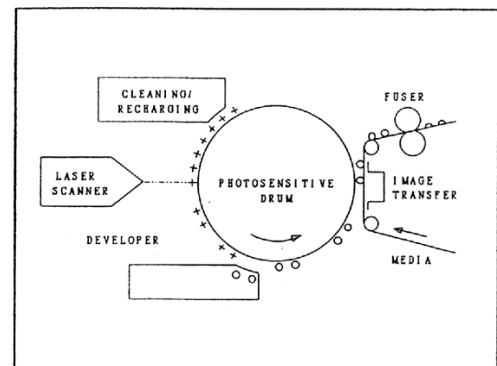 CLEANING/
RECHARGING
FUSER
LASER
SCANNER
PHOTOSENSITIVE
DRUM
IMAGE
TRANSFER
DEVELOPER
MEDIA